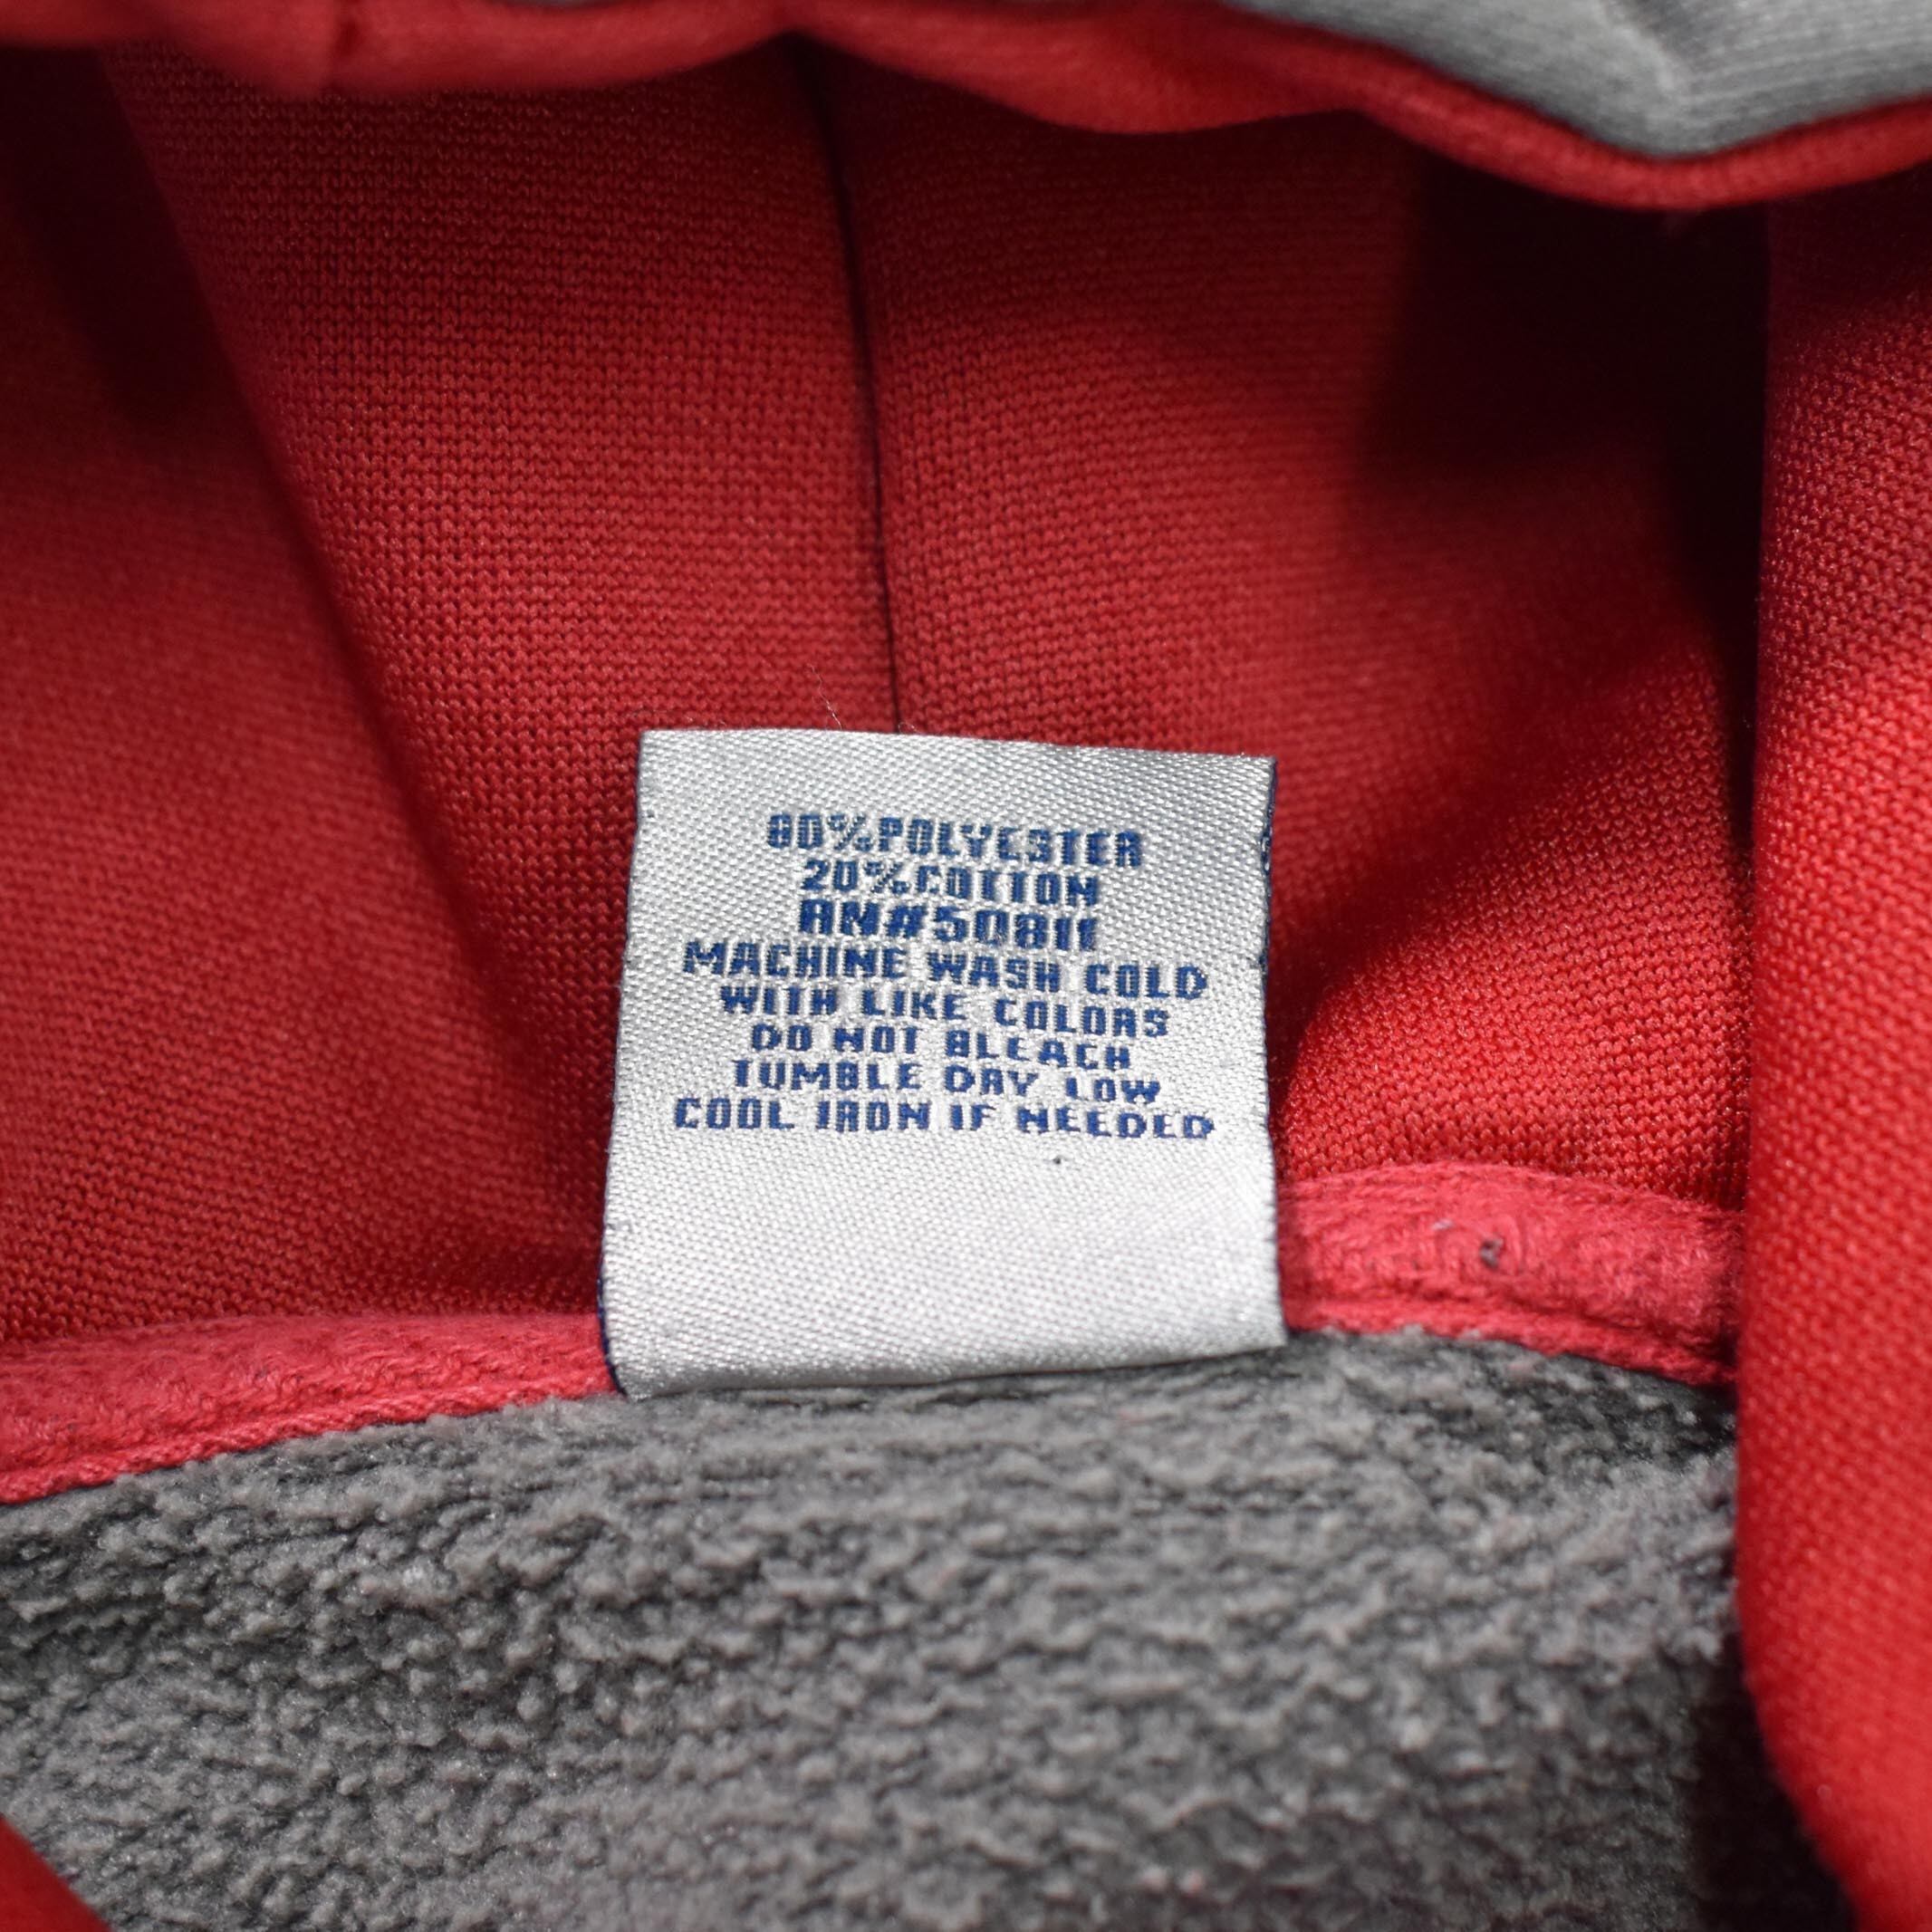 80%POLYESTER
20%COTTON
RN#50811
MACHINE WASH COLD
WITH LIKE COLORS
DO NOT BLEACH
TUMBLE DRY LOW
COOL IRON IF NEEDED